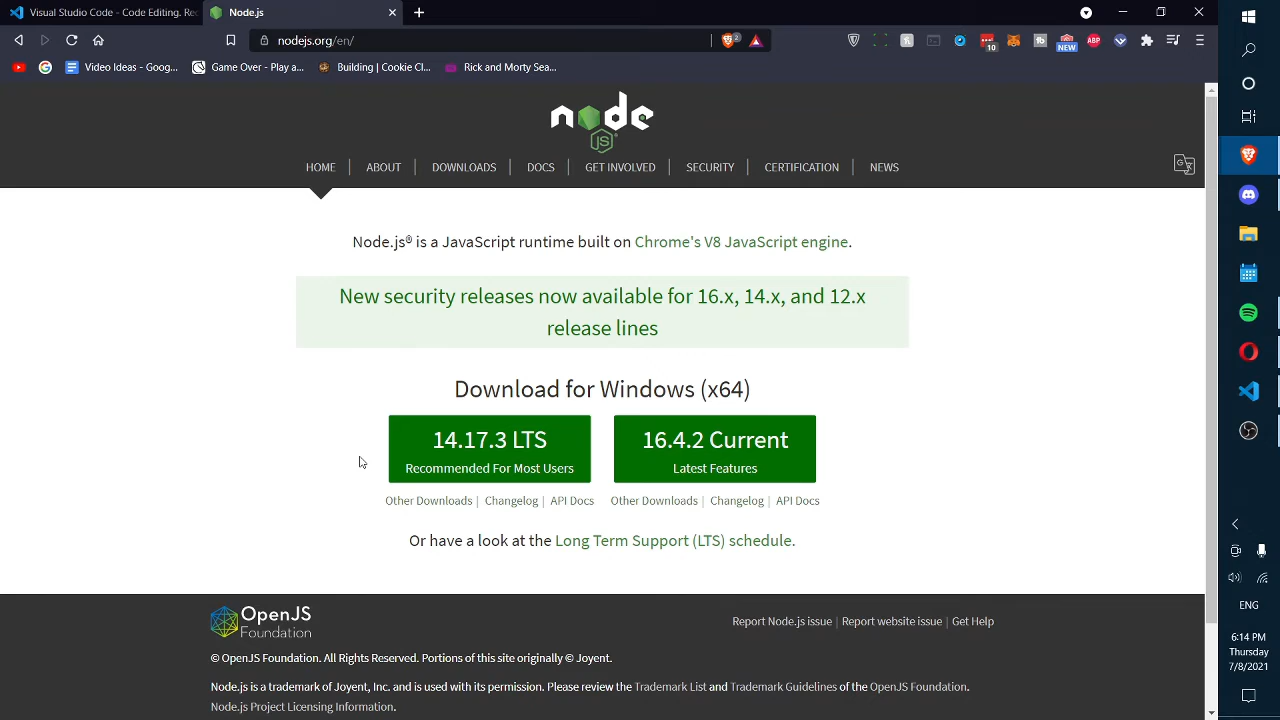 Visual Studio Code - Code Editing. Re
Node.js
nodejs.org/en/
2
10
NEW
ABP
Video Ideas - Goog...
Game Over - Play a...
Building | Cookie Cl...
Rick and Morty Sea...
node
JS
HOME | ABOUT | DOWNLOADS | DOCS | GET INVOLVED | SECURITY | CERTIFICATION | NEWS
Node.js® is a JavaScript runtime built on Chrome's V8 JavaScript engine.
New security releases now available for 16.x, 14.x, and 12.x
release lines
Download for Windows (x64)
14.17.3 LTS
Recommended For Most Users
16.4.2 Current
Latest Features
Other Downloads | Changelog | API Docs
Other Downloads | Changelog | API Docs
Or have a look at the Long Term Support (LTS) schedule.
OpenJS
Foundation
Report Node.js issue | Report website issue | Get Help
© OpenJS Foundation. All Rights Reserved. Portions of this site originally © Joyent.
Node.js is a trademark of Joyent, Inc. and is used with its permission. Please review the Trademark List and Trademark Guidelines of the OpenJS Foundation.
Node.js Project Licensing Information.
ENG
6:14 PM
Thursday
7/8/2021